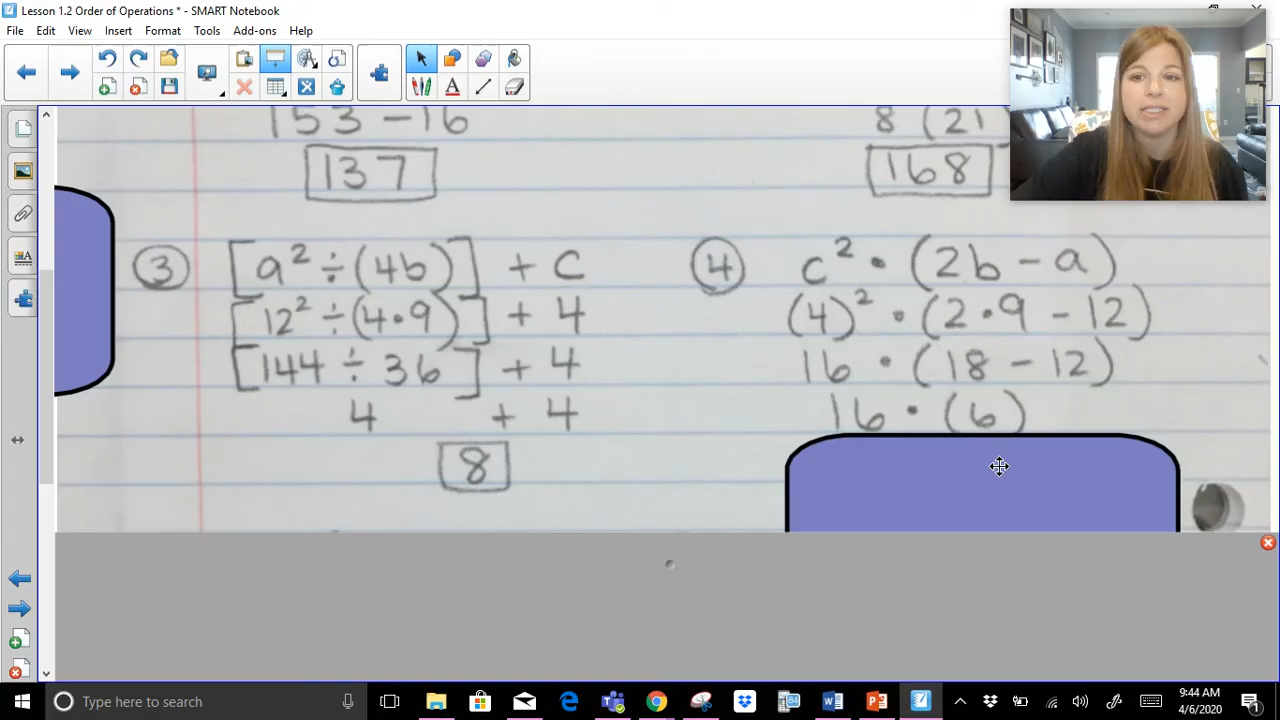 Lesson 1.2 Order of Operations * - SMART Notebook
File Edit View Insert Format Tools Add-ons Help
153 - 16
137
8 (21
168
③ [a² ÷ (4b)] + c
[12² ÷ (4 • 9)] + 4
[144 ÷ 36] + 4
4 + 4
8
④ c² • (2b - a)
(4)² • (2 • 9 - 12)
16 • (18 - 12)
16 • (6)
Type here to search
9:44 AM
4/6/2020